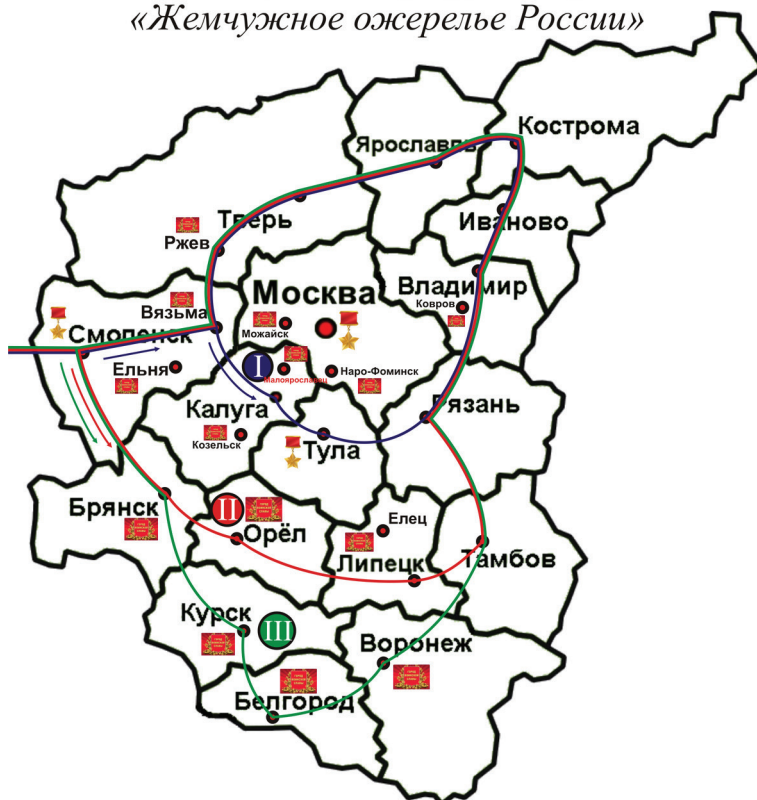 «Жемчужное ожерелье России»
Кострома
Ярославль
Иваново
Тверь
Ржев
Владимир
Ковров
Москва
Вязьма
Можайск
Смоленск
Ельня
I
Малоярославец
Наро-Фоминск
Калуга
Рязань
Козельск
Тула
Брянск
II
Орёл
Елец
Липецк
Тамбов
Курск
III
Воронеж
Белгород